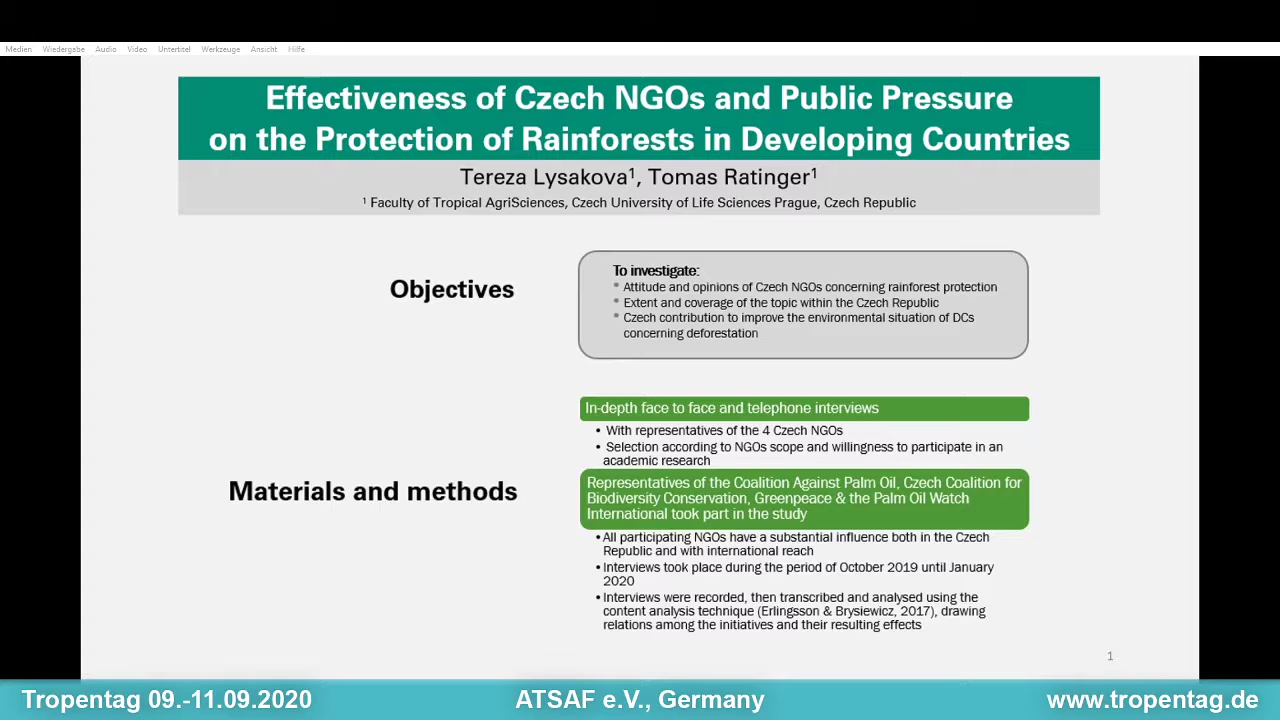 Medien Wiedergabe Audio Video Untertitel Werkzeuge Ansicht Hilfe
Effectiveness of Czech NGOs and Public Pressure
on the Protection of Rainforests in Developing Countries
Tereza Lysakova¹, Tomas Ratinger¹
¹ Faculty of Tropical AgriSciences, Czech University of Life Sciences Prague, Czech Republic
Objectives
To investigate:
* Attitude and opinions of Czech NGOs concerning rainforest protection
* Extent and coverage of the topic within the Czech Republic
* Czech contribution to improve the environmental situation of DCs
concerning deforestation
Materials and methods
In-depth face to face and telephone interviews
• With representatives of the 4 Czech NGOs
• Selection according to NGOs scope and willingness to participate in an
academic research
Representatives of the Coalition Against Palm Oil, Czech Coalition for
Biodiversity Conservation, Greenpeace & the Palm Oil Watch
International took part in the study
• All participating NGOs have a substantial influence both in the Czech
Republic and with international reach
• Interviews took place during the period of October 2019 until January
2020
• Interviews were recorded, then transcribed and analysed using the
content analysis technique (Erlingsson & Brysiewicz, 2017), drawing
relations among the initiatives and their resulting effects
1
Tropentag 09.-11.09.2020 ATSAF e.V., Germany www.tropentag.de